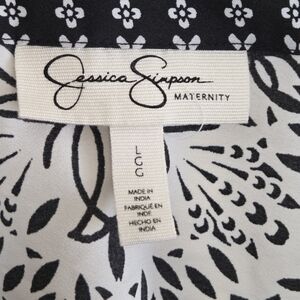 Jessica Simpson
MATERNITY
L
G
G
MADE IN
INDIA
FABRIQUÉ EN
INDE
HECHO EN
INDIA